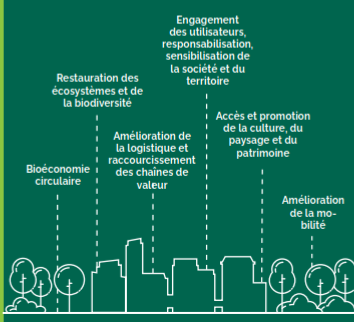 Engagement
des utilisateurs,
responsabilisation,
sensibilisation de
la société et du
territoire
Restauration des
écosystèmes et de
la biodiversité
Accès et promotion
de la culture, du
paysage et du
patrimoine
Amélioration de
la logistique et
raccourcissement
des chaînes de
valeur
Bioéconomie
circulaire
Amélioration
de la mo-
bilité